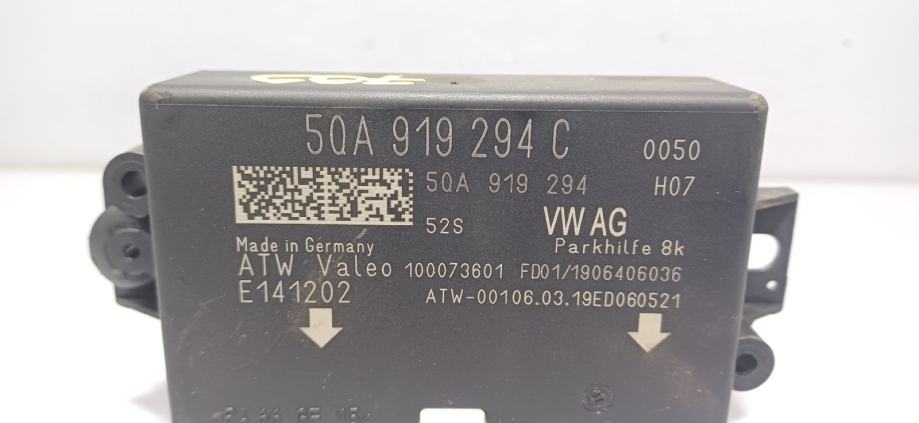 5QA 919 294 C 0050
5QA 919 294 H07
52S VW AG
Parkhilfe 8k
Made in Germany
ATW Valeo 100073601 FD01/1906406036
E141202 ATW-00106.03.19ED060521